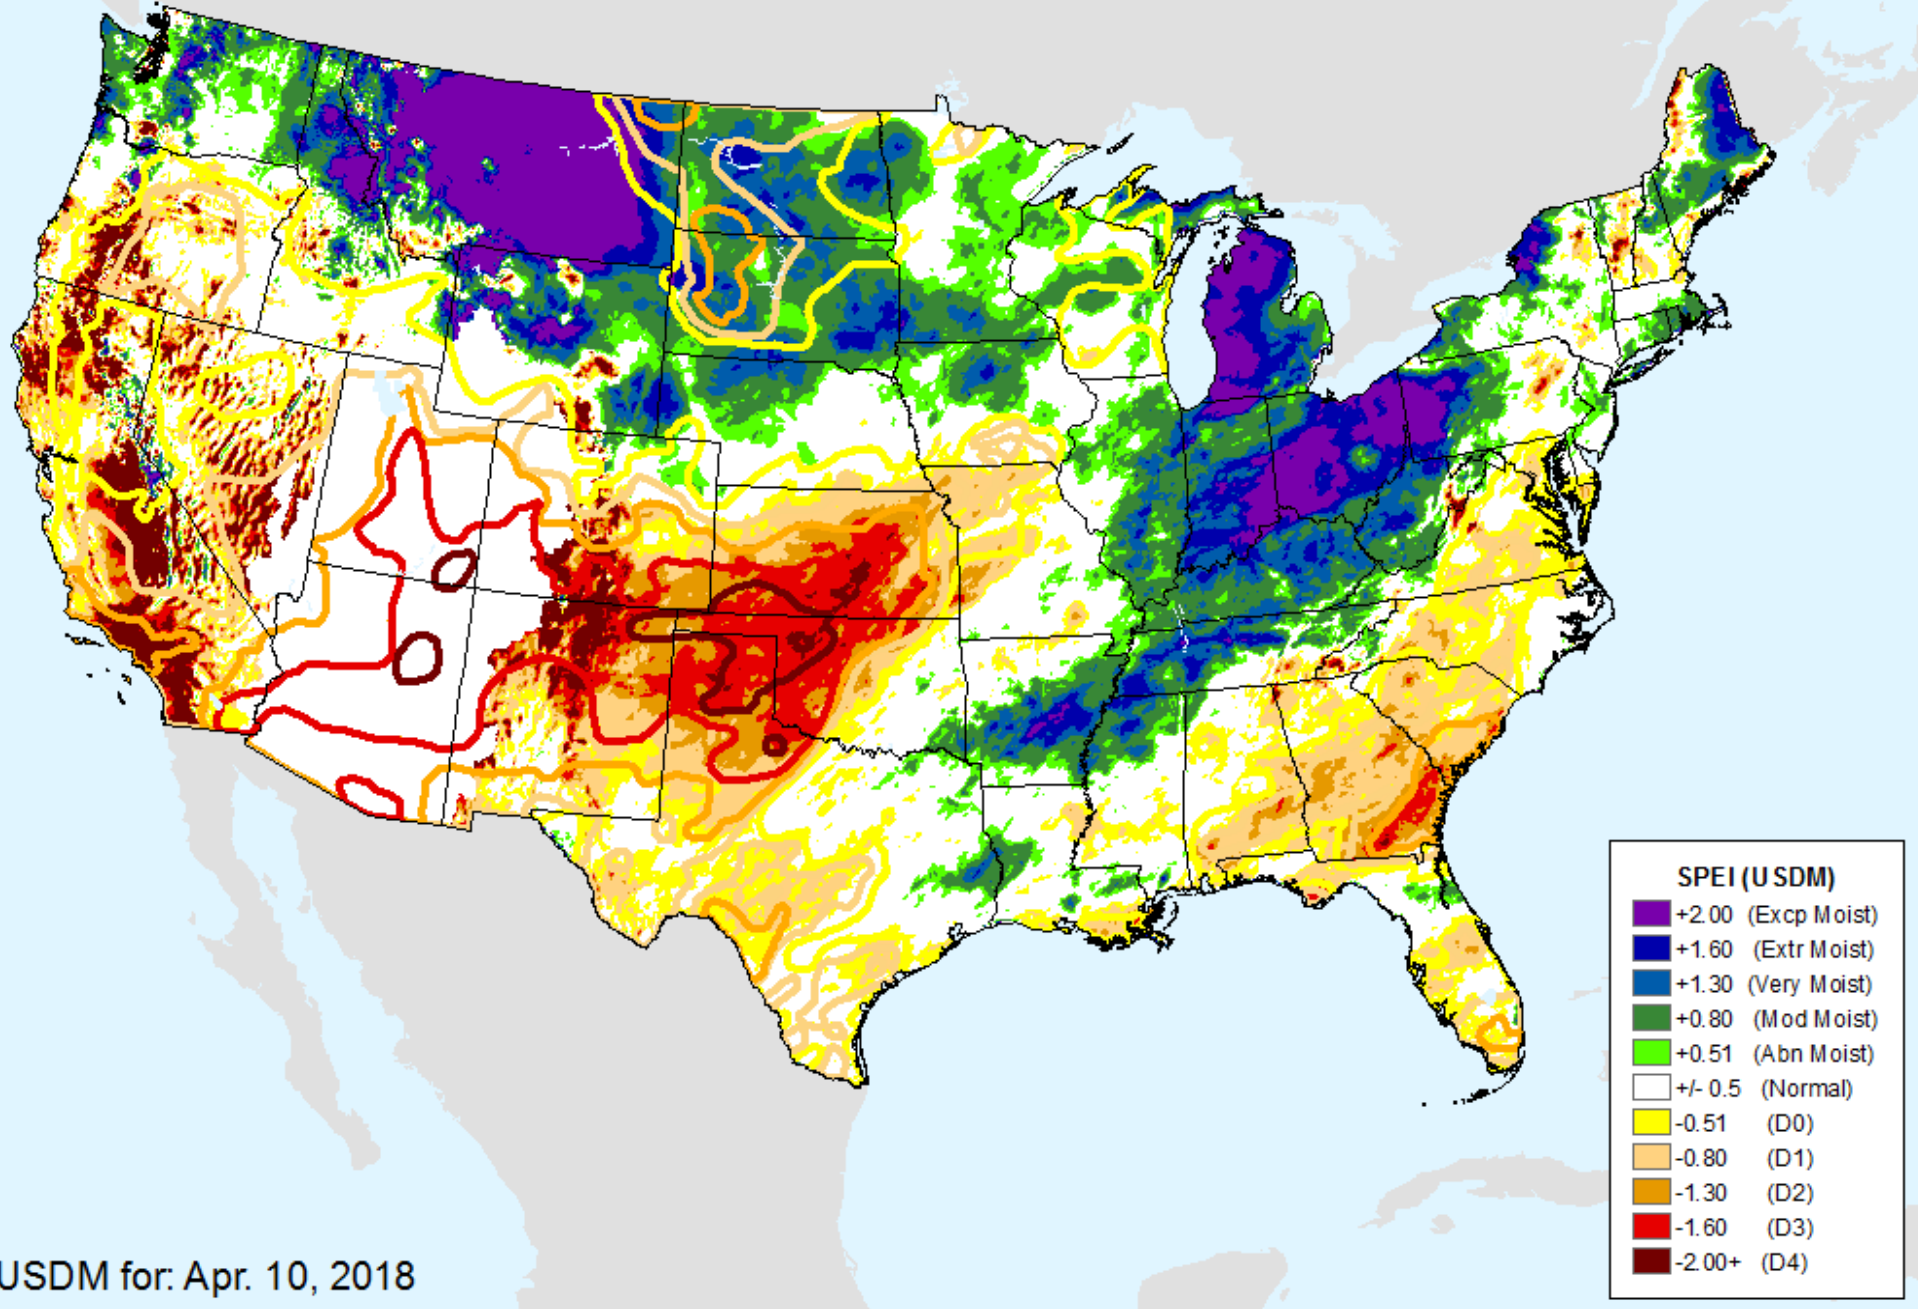 SPEI (USDM)
+2.00 (Excp Moist)
+1.60 (Extr Moist)
+1.30 (Very Moist)
+0.80 (Mod Moist)
+0.51 (Abn Moist)
+/- 0.5 (Normal)
-0.51 (D0)
-0.80 (D1)
-1.30 (D2)
-1.60 (D3)
-2.00+ (D4)
USDM for: Apr. 10, 2018